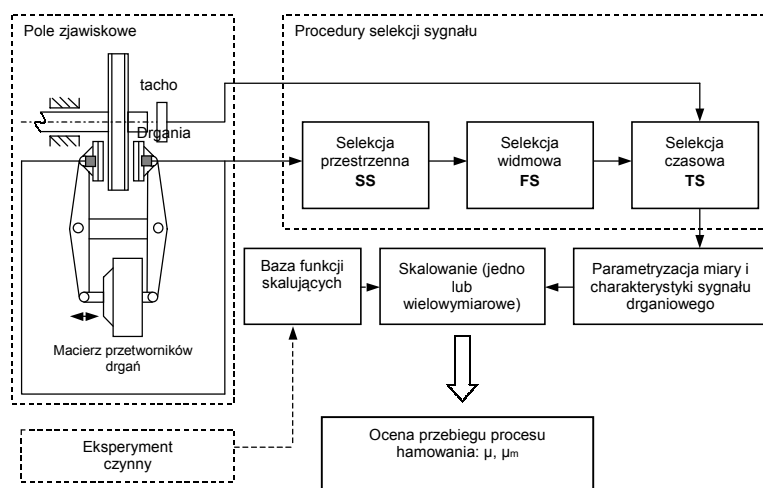 Pole zjawiskowe
tacho
Drgania
Macierz przetworników
drgań
Procedury selekcji sygnału
Selekcja
przestrzenna
SS
Selekcja
widmowa
FS
Selekcja
czasowa
TS
Baza funkcji
skalujących
Skalowanie (jedno
lub
wielowymiarowe)
Parametryzacja miary i
charakterystyki sygnału
drganiowego
Eksperyment
czynny
Ocena przebiegu procesu
hamowania: μ, μm